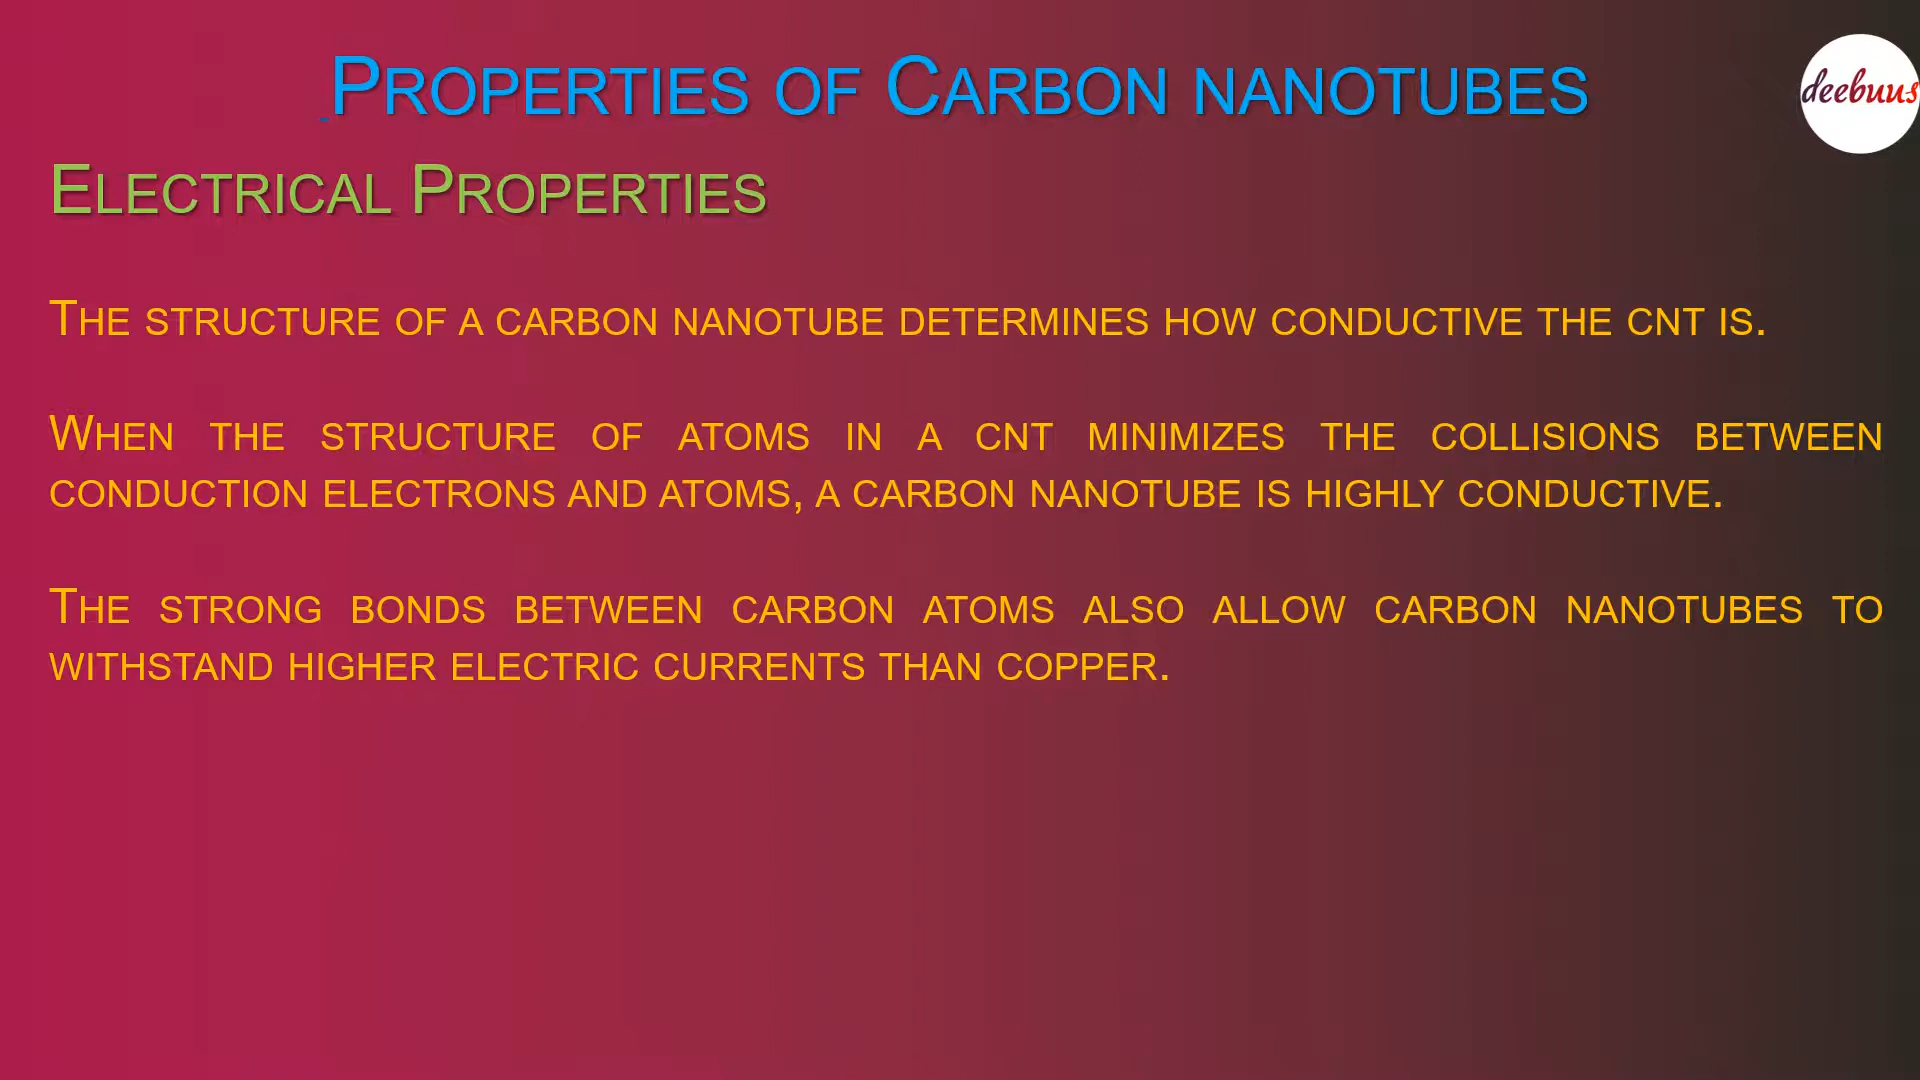 Properties of Carbon nanotubes
deebuus
Electrical Properties
The structure of a carbon nanotube determines how conductive the CNT is.
When the structure of atoms in a CNT minimizes the collisions between
conduction electrons and atoms, a carbon nanotube is highly conductive.
The strong bonds between carbon atoms also allow carbon nanotubes to
withstand higher electric currents than copper.